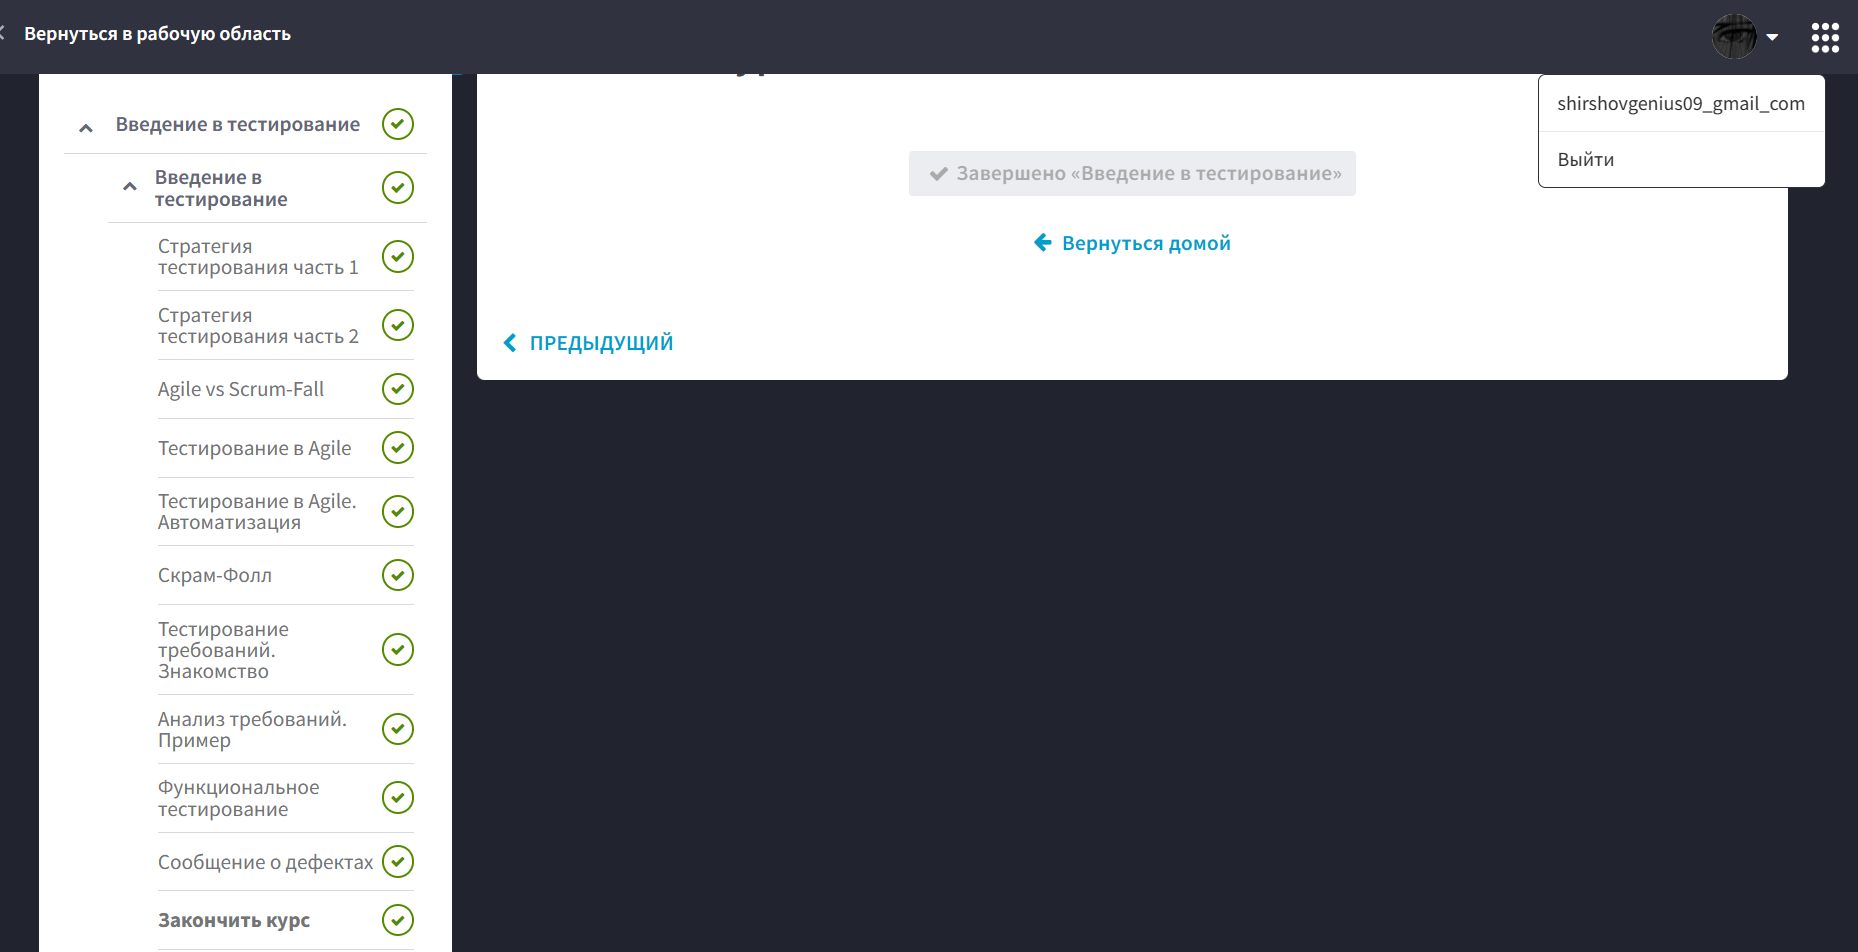 Вернуться в рабочую область
shirshovgenius09_gmail_com
Выйти
Введение в тестирование
Введение в
тестирование
Стратегия
тестирования часть 1
Стратегия
тестирования часть 2
Agile vs Scrum-Fall
Тестирование в Agile
Тестирование в Agile.
Автоматизация
Скрам-Фолл
Тестирование
требований.
Знакомство
Анализ требований.
Пример
Функциональное
тестирование
Сообщение о дефектах
Закончить курс
Завершено «Введение в тестирование»
Вернуться домой
ПРЕДЫДУЩИЙ